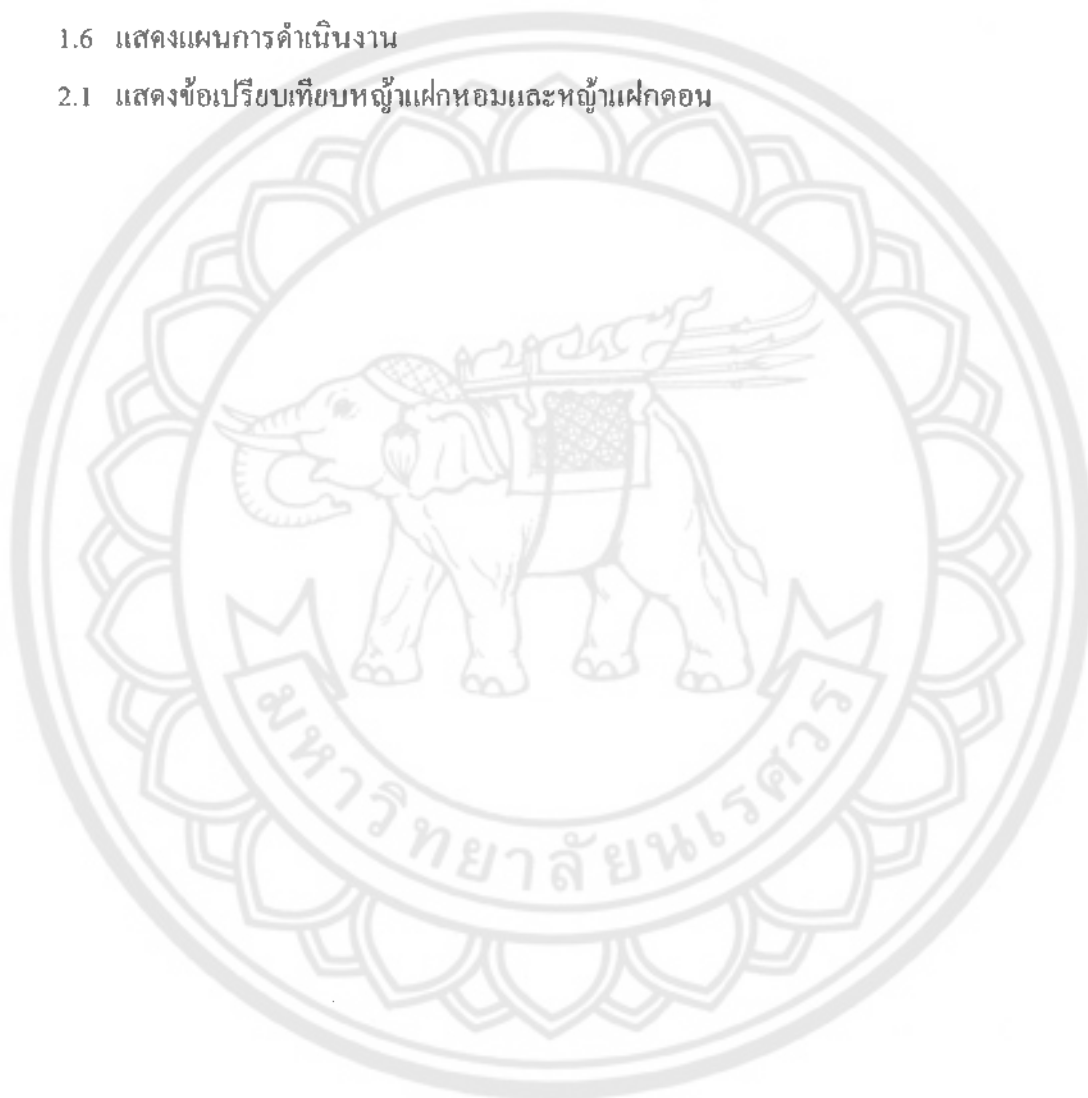 1.6 แสดงแผนการดำเนินงาน
2.1 แสดงข้อเปรียบเทียบหญ้าแฝกหอมและหญ้าแฝกดอน
มหาวิทยาลัยนเรศวร